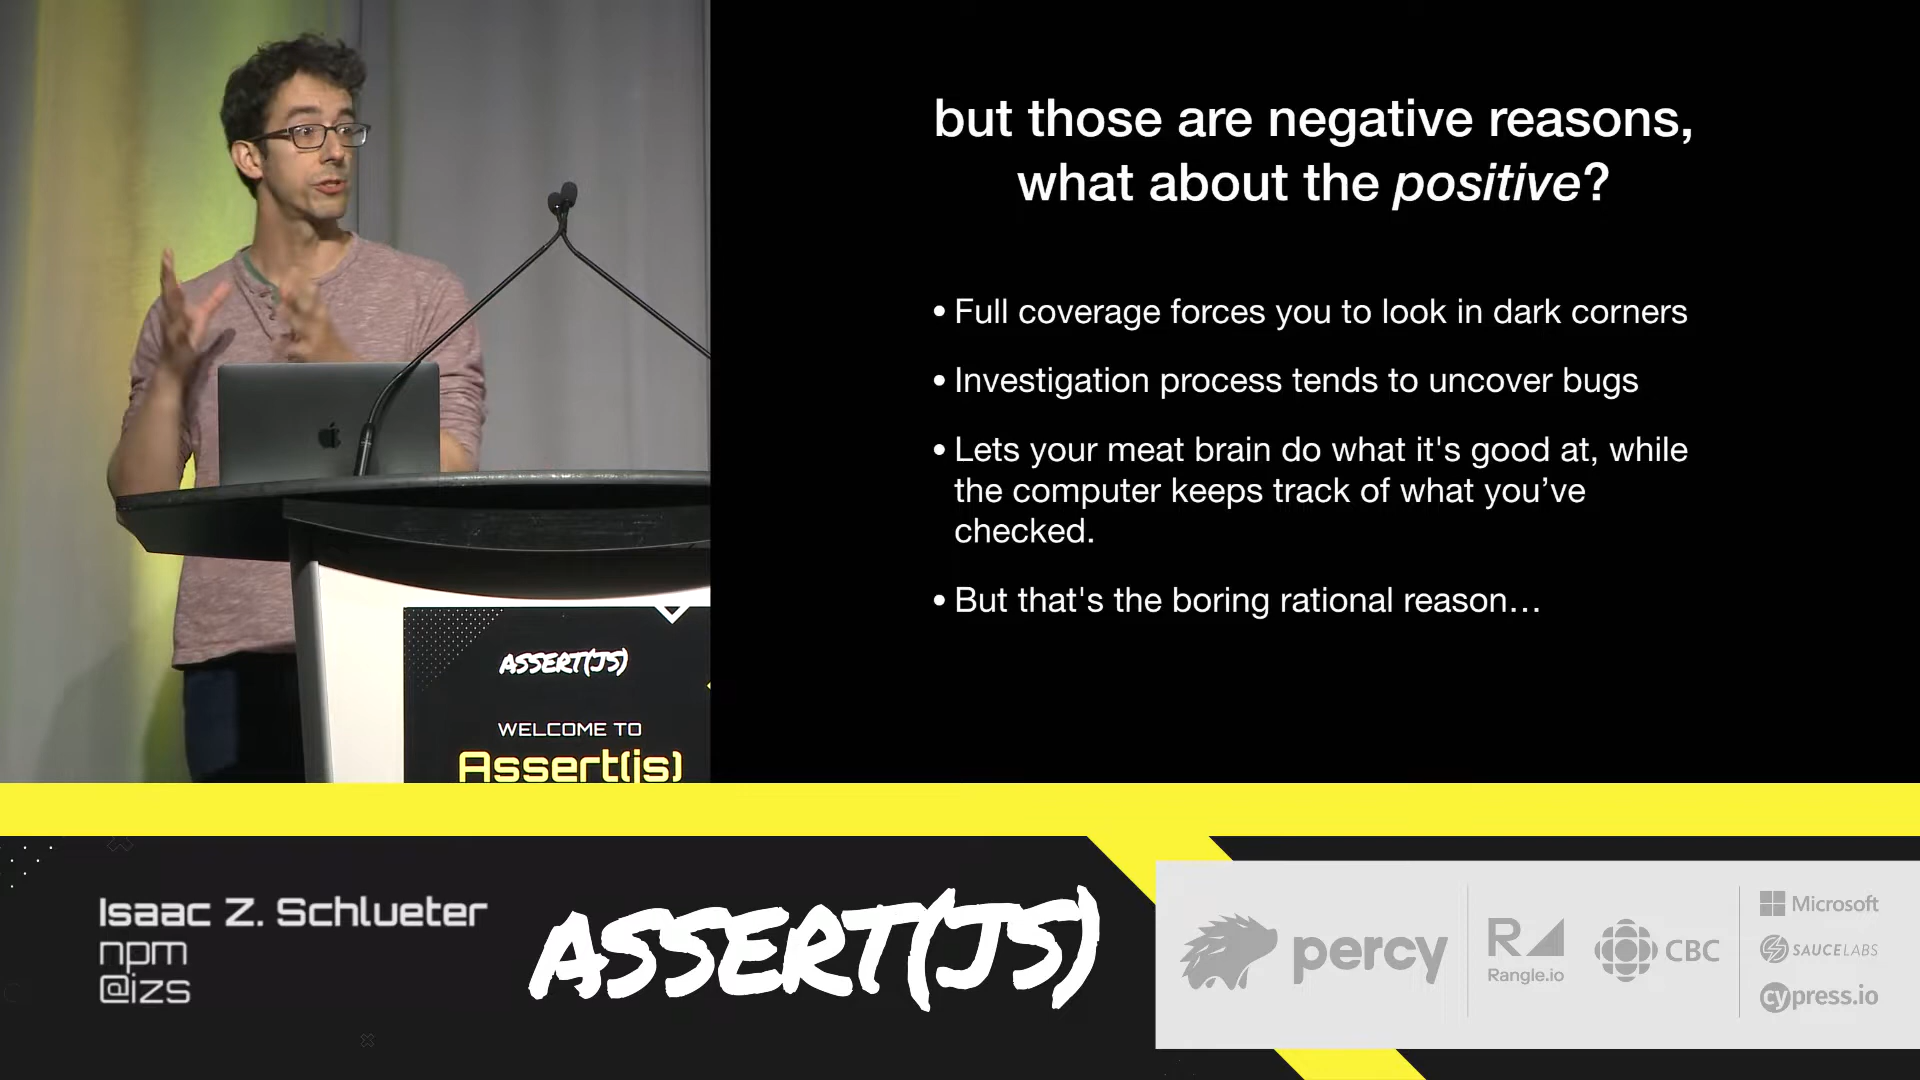 but those are negative reasons,
what about the positive?
• Full coverage forces you to look in dark corners
• Investigation process tends to uncover bugs
• Lets your meat brain do what it's good at, while
the computer keeps track of what you’ve
checked.
• But that's the boring rational reason…
ASSERT(JS)
WELCOME TO
Assert(js)
Isaac Z. Schlueter
npm
@izs
ASSERT(JS)
percy
R
Rangle.io
CBC
Microsoft
SAUCELABS
cypress.io